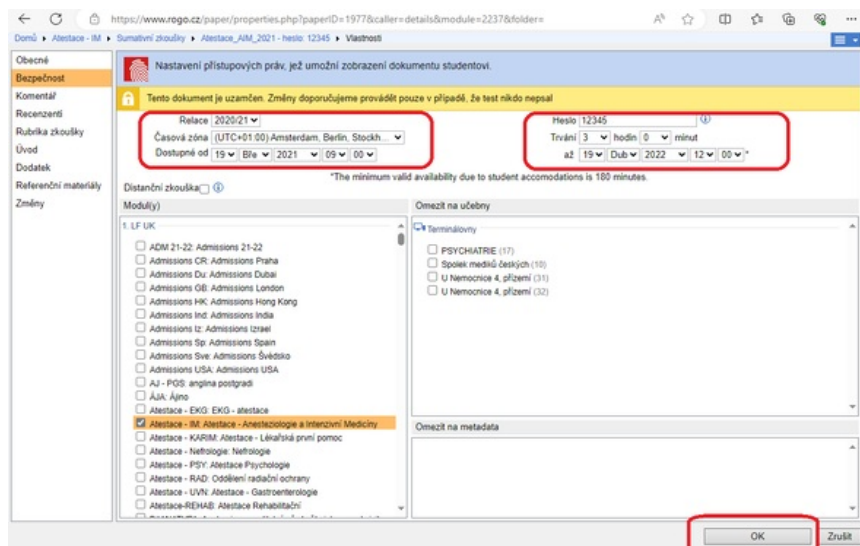 https://www.rogo.cz/paper/properties.php?paperID=1977&caller=details&module=2237&folder=
Domů ▸ Atestace - IM ▸ Sumativní zkoušky ▸ Atestace_AIM_2021 - heslo: 12345 ▸ Vlastnosti
Obecné
Bezpečnost
Komentář
Recenzenti
Rubrika zkoušky
Úvod
Dodatek
Referenční materiály
Změny
Nastavení přístupových práv, jež umožní zobrazení dokumentu studentovi.
Tento dokument je uzamčen. Změny doporučujeme provádět pouze v případě, že test nikdo nepsal
Relace 2020/21
Časová zóna (UTC+01:00) Amsterdam, Berlin, Stockh...
Dostupné od 19 Bře 2021 09 00
Heslo 12345
Trvání 3 hodin 0 minut
až 19 Dub 2022 12 00 *
*The minimum valid availability due to student accomodations is 180 minutes.
Distanční zkouška
Modul(y)
1. LF UK
ADM 21-22: Admissions 21-22
Admissions CR: Admissions Praha
Admissions Du: Admissions Dubai
Admissions GB: Admissions London
Admissions HK: Admissions Hong Kong
Admissions Ind: Admissions India
Admissions Iz: Admissions Izrael
Admissions Sp: Admissions Spain
Admissions Sve: Admissions Švédsko
Admissions USA: Admissions USA
AJ - PGS: anglina postgradi
ÁJA: Ájino
Atestace - EKG: EKG - atestace
Atestace - IM: Atestace - Anesteziologie a Intenzivní Medicíny
Atestace - KARIM: Atestace - Lékařská první pomoc
Atestace - Nefrologie: Nefrologie
Atestace - PSY: Atestace Psychologie
Atestace - RAD: Oddělení radiační ochrany
Atestace - UVN: Atestace - Gastroenterologie
Atestace-REHAB: Atestace Rehabilitační
Omezit na učebny
Terminálovny
PSYCHIATRIE (17)
Spolek mediků českých (10)
U Nemocnice 4, přízemí (31)
U Nemocnice 4, přízemí (32)
Omezit na metadata
OK
Zrušit